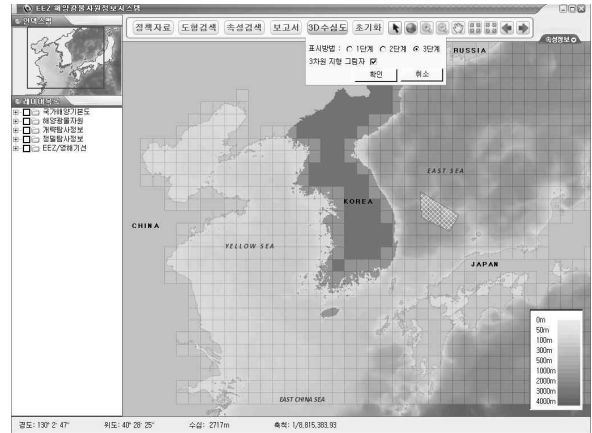 EEZ 해양광물자원정보시스템
인덱스맵
정책자료 도형검색 속성검색 보고서 3D수심도 초기화
속성정보
표시방법 : 1단계 2단계 3단계
3차원 지형 그림자
확인 취소
국가해양기본도
해양광물자원
개략탐사정보
정밀탐사정보
EEZ/영해기선
RUSSIA
EAST SEA
KOREA
CHINA
YELLOW SEA
JAPAN
EAST CHINA SEA
0m
50m
100m
300m
500m
1000m
2000m
3000m
4000m
경도: 130° 2' 47" 위도: 40° 28' 25" 수심: 2717m 축척: 1/8,815,383.93